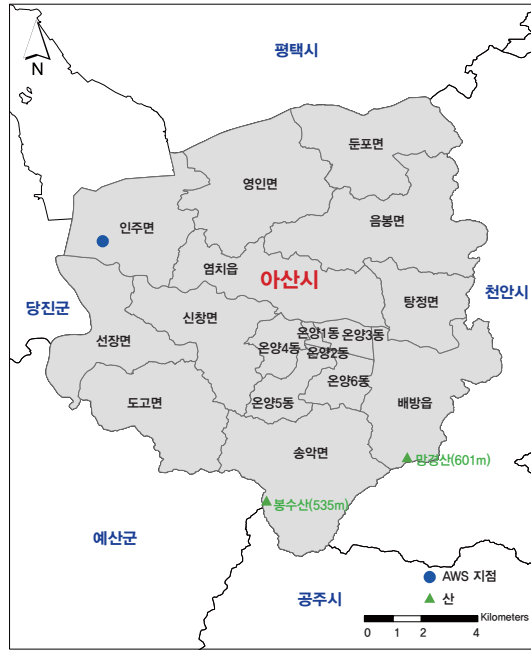 N
평택시
둔포면
영인면
음봉면
인주면
염치읍
아산시
탕정면
천안시
당진군
신창면
선장면
온양1동
온양3동
온양4동
온양2동
온양6동
도고면
온양5동
배방읍
송악면
망경산(601m)
봉수산(535m)
예산군
공주시
AWS 지점
산
Kilometers
0 1 2 4